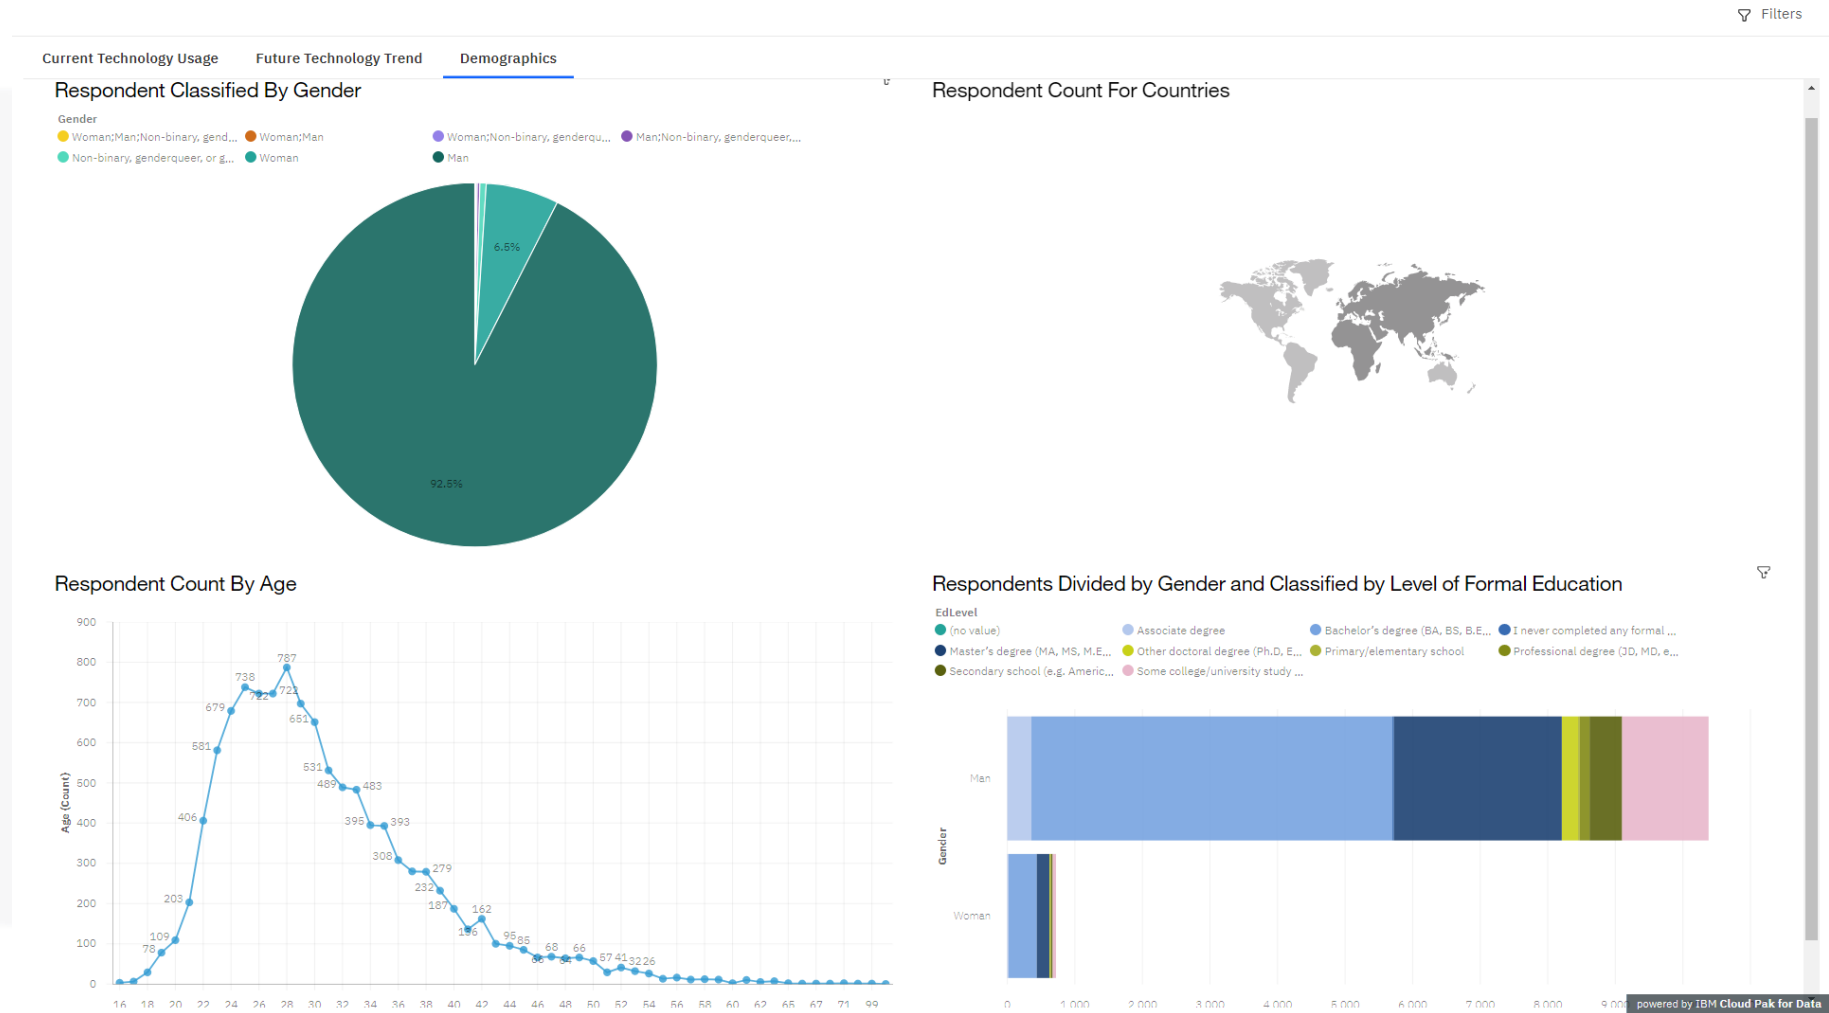 Filters
Current Technology Usage Future Technology Trend Demographics
Respondent Classified By Gender
Gender
Woman;Man;Non-binary, gend... Woman;Man Woman;Non-binary, genderqu... Man;Non-binary, genderqueer,...
Non-binary, genderqueer, or g... Woman Man
6.5%
92.5%
Respondent Count For Countries
Respondent Count By Age
Age (Count)
900
800
700
600
500
400
300
200
100
0
78
109
203
406
581
679
738
722
722
787
651
531
489
483
395
393
308
279
232
187
162
95
85
68
66
57
41
32
26
16 18 20 22 24 26 28 30 32 34 36 38 40 42 44 46 48 50 52 54 56 58 60 62 65 67 71 99
Respondents Divided by Gender and Classified by Level of Formal Education
EdLevel
(no value) Associate degree Bachelor's degree (BA, BS, B.E... I never completed any formal ...
Master's degree (MA, MS, M.E... Other doctoral degree (Ph.D, E... Primary/elementary school Professional degree (JD, MD, e...
Secondary school (e.g. Americ... Some college/university study ...
Gender
Man
Woman
0 1 000 2 000 3 000 4 000 5 000 6 000 7 000 8 000 9 000
powered by IBM Cloud Pak for Data